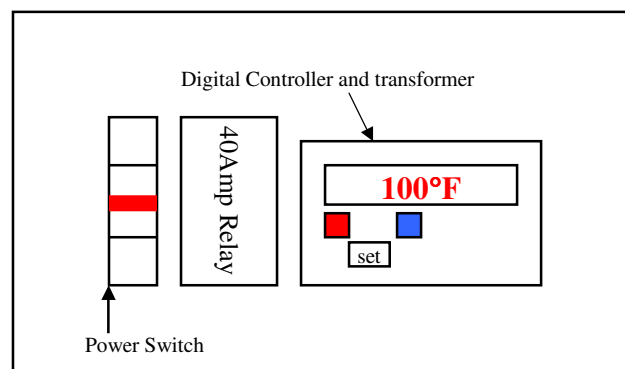 Digital Controller and transformer
40Amp Relay
100°F
set
Power Switch